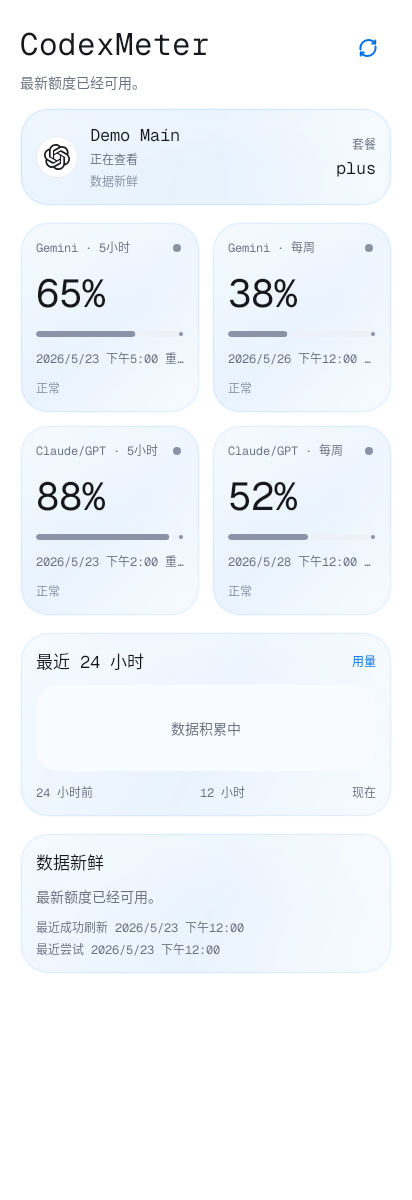 CodexMeter
最新额度已经可用。
Demo Main
正在查看
数据新鲜
套餐
plus
Gemini · 5小时
65%
2026/5/23 下午5:00 重…
正常
Gemini · 每周
38%
2026/5/26 下午12:00 …
正常
Claude/GPT · 5小时
88%
2026/5/23 下午2:00 重…
正常
Claude/GPT · 每周
52%
2026/5/28 下午12:00 …
正常
最近 24 小时
用量
数据积累中
24 小时前
12 小时
现在
数据新鲜
最新额度已经可用。
最近成功刷新 2026/5/23 下午12:00
最近尝试 2026/5/23 下午12:00